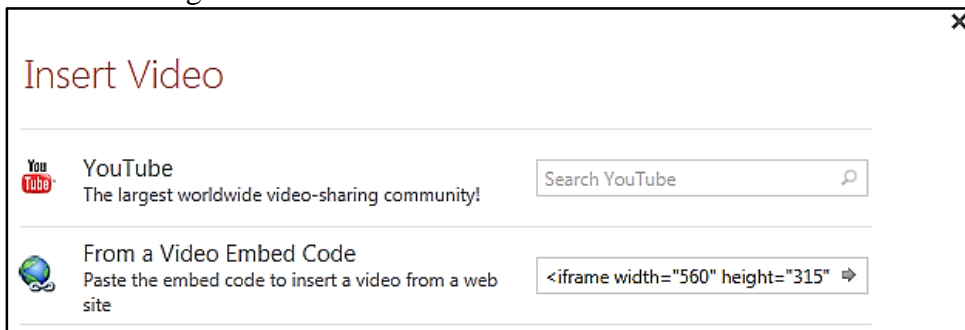 Insert Video
You
Tube
YouTube
The largest worldwide video-sharing community!
Search YouTube
From a Video Embed Code
Paste the embed code to insert a video from a web
site
<iframe width="560" height="315"